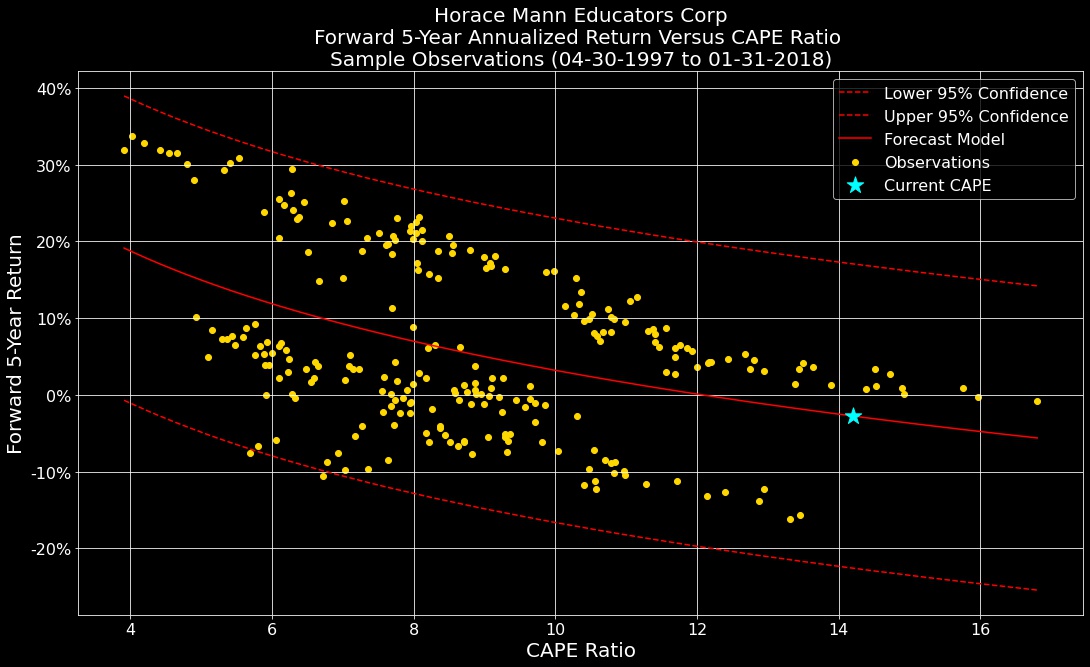 Horace Mann Educators Corp
Forward 5-Year Annualized Return Versus CAPE Ratio
Sample Observations (04-30-1997 to 01-31-2018)
Lower 95% Confidence
Upper 95% Confidence
Forecast Model
Observations
Current CAPE
Forward 5-Year Return
40%
30%
20%
10%
0%
-10%
-20%
4 6 8 10 12 14 16
CAPE Ratio